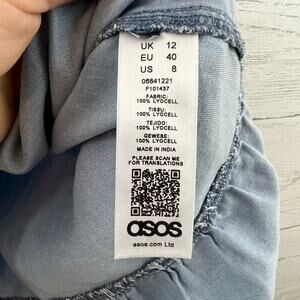 UK 12
EU 40
US 8
06841221
F101437
FABRIC:
100% LYOCELL
TISSU:
100% LYOCELL
TEJIDO:
100% LYOCELL
GEWEBE:
100% LYOCELL
MADE IN INDIA
PLEASE SCAN ME
FOR TRANSLATIONS
asos
asos.com Ltd